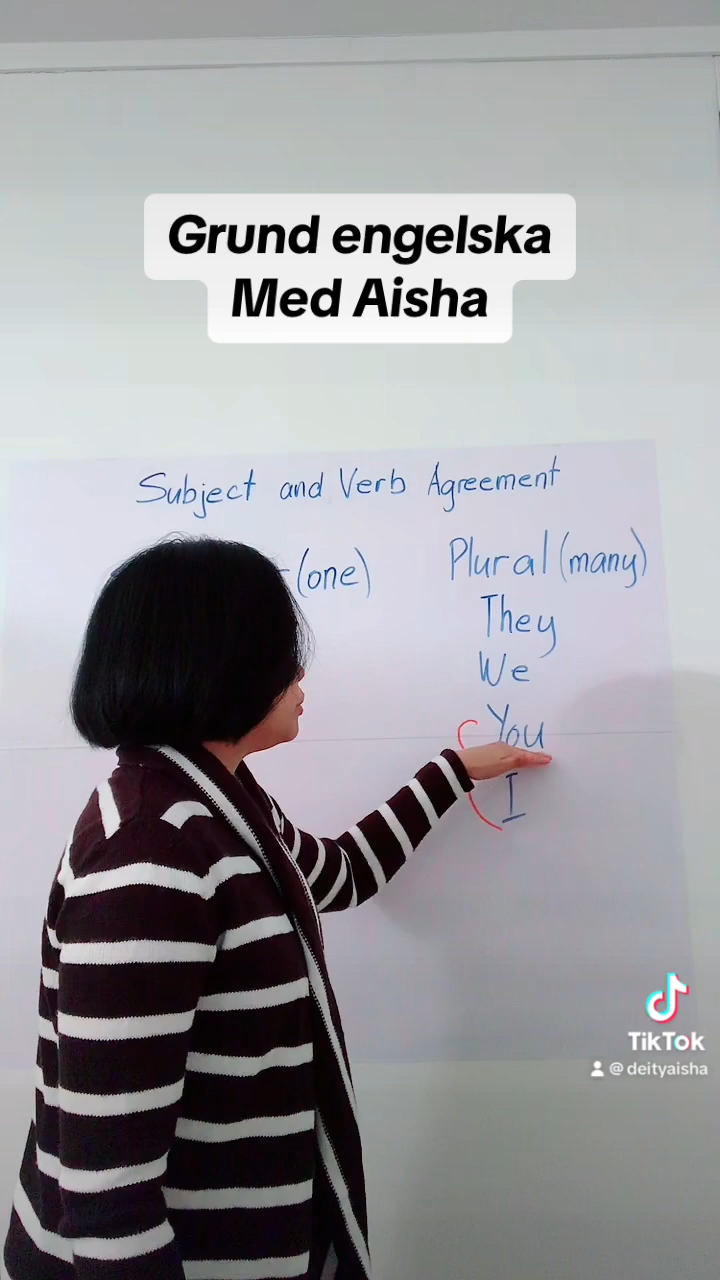 Grund engelska
Med Aisha
Subject and Verb Agreement
(one)
Plural (many)
They
We
You
I
TikTok
@deityaisha